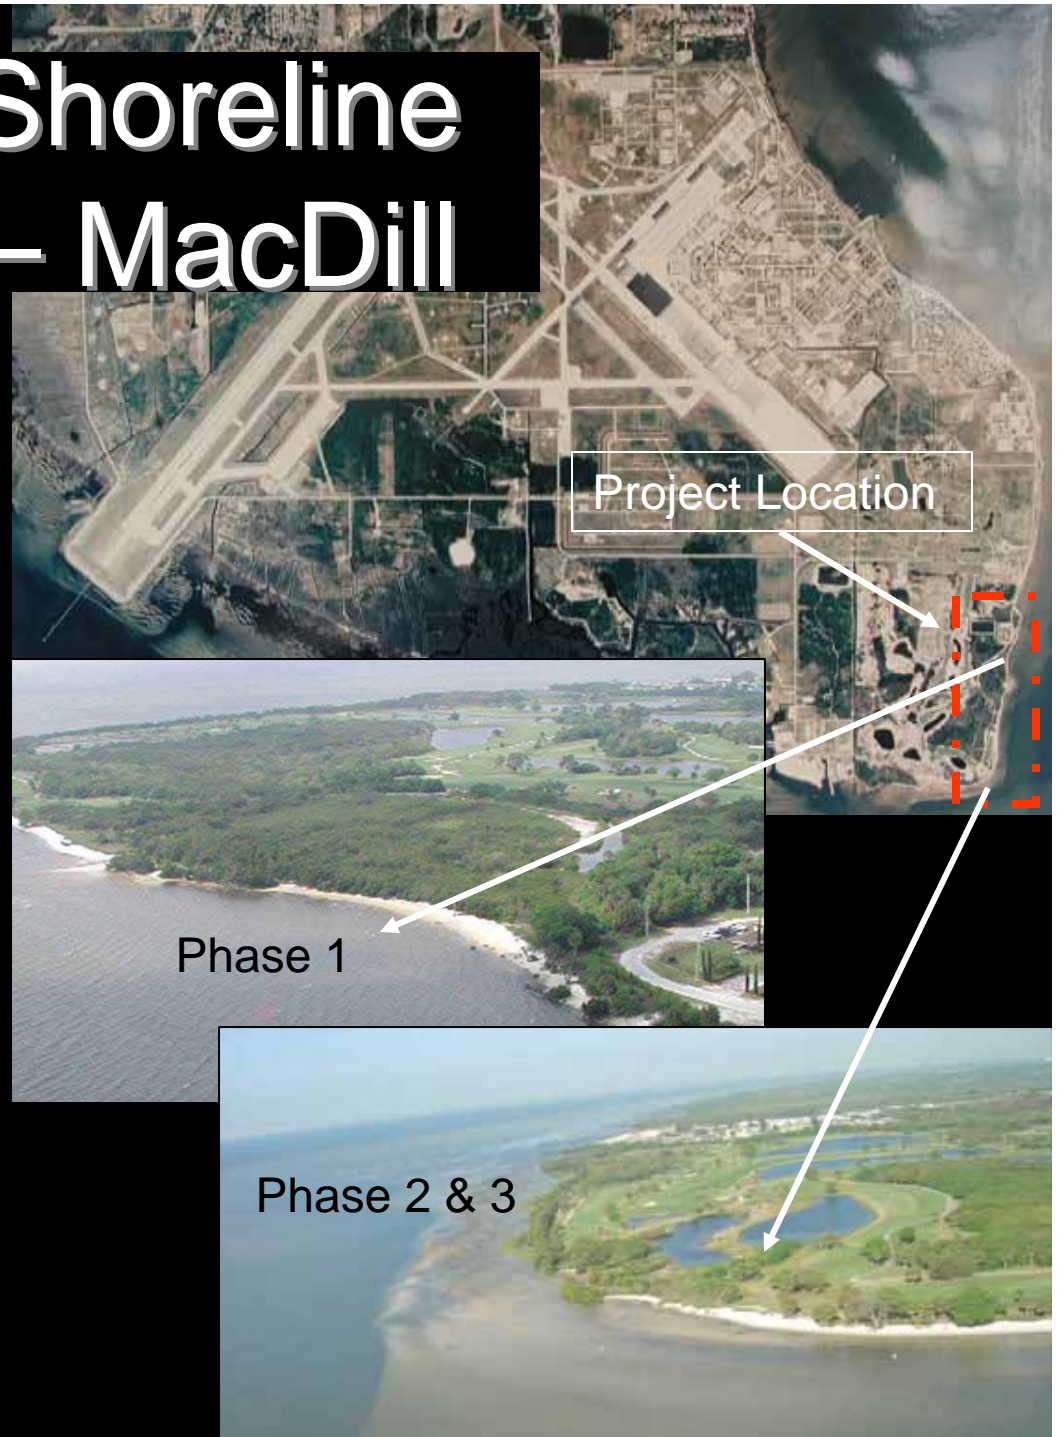 Shoreline
– MacDill
Project Location
Phase 1
Phase 2 & 3